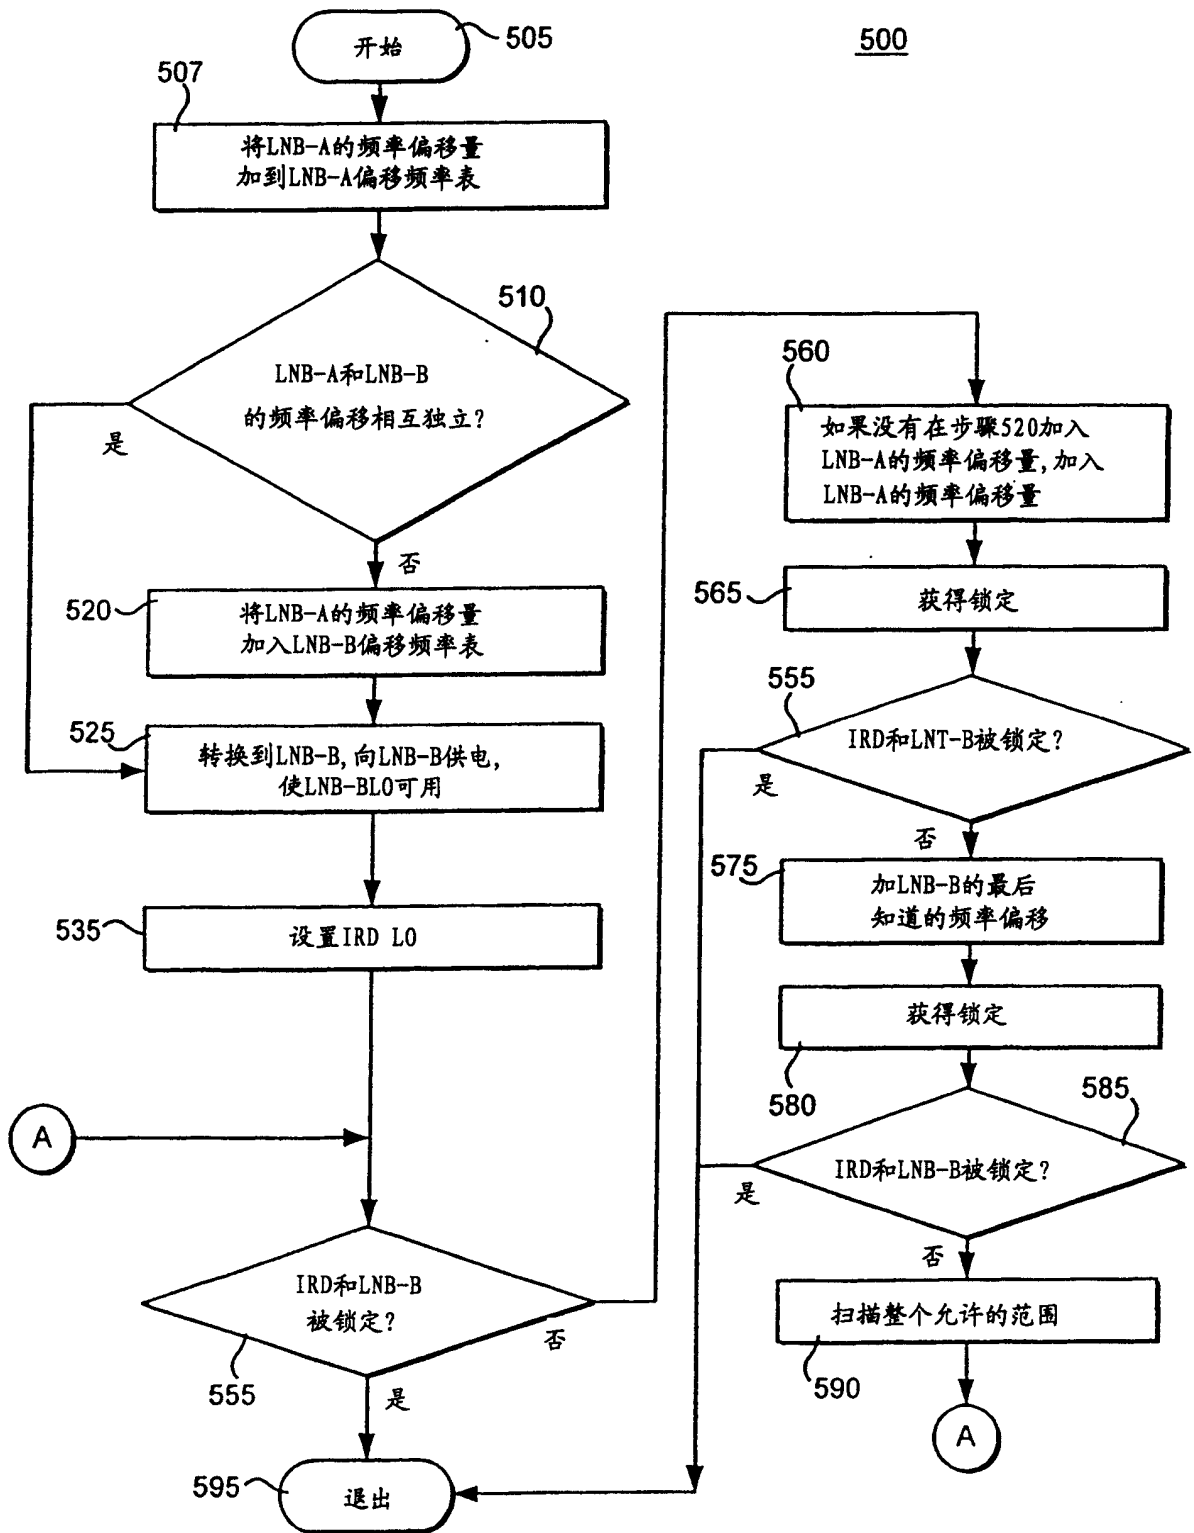 500
开始
505
507
将LNB-A的频率偏移量
加到LNB-A偏移频率表
510
LNB-A和LNB-B
的频率偏移相互独立?
是
否
520
将LNB-A的频率偏移量
加入LNB-B偏移频率表
525
转换到LNB-B,向LNB-B供电,
使LNB-BLO可用
535
设置IRD LO
A
IRD和LNB-B
被锁定?
否
555
是
595
退出
560
如果没有在步骤520加入
LNB-A的频率偏移量,加入
LNB-A的频率偏移量
565
获得锁定
555
IRD和LNT-B被锁定?
是
否
575
加LNB-B的最后
知道的频率偏移
获得锁定
580
585
IRD和LNB-B被锁定?
是
否
扫描整个允许的范围
590
A